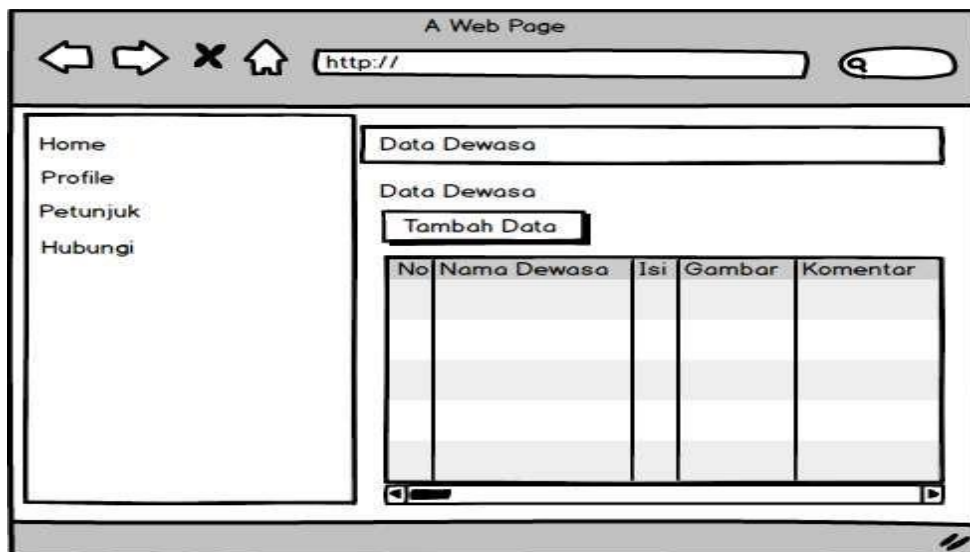 A Web Page
http://
Home
Profile
Petunjuk
Hubungi
Data Dewasa
Data Dewasa
Tambah Data
No Nama Dewasa Isi Gambar Komentar